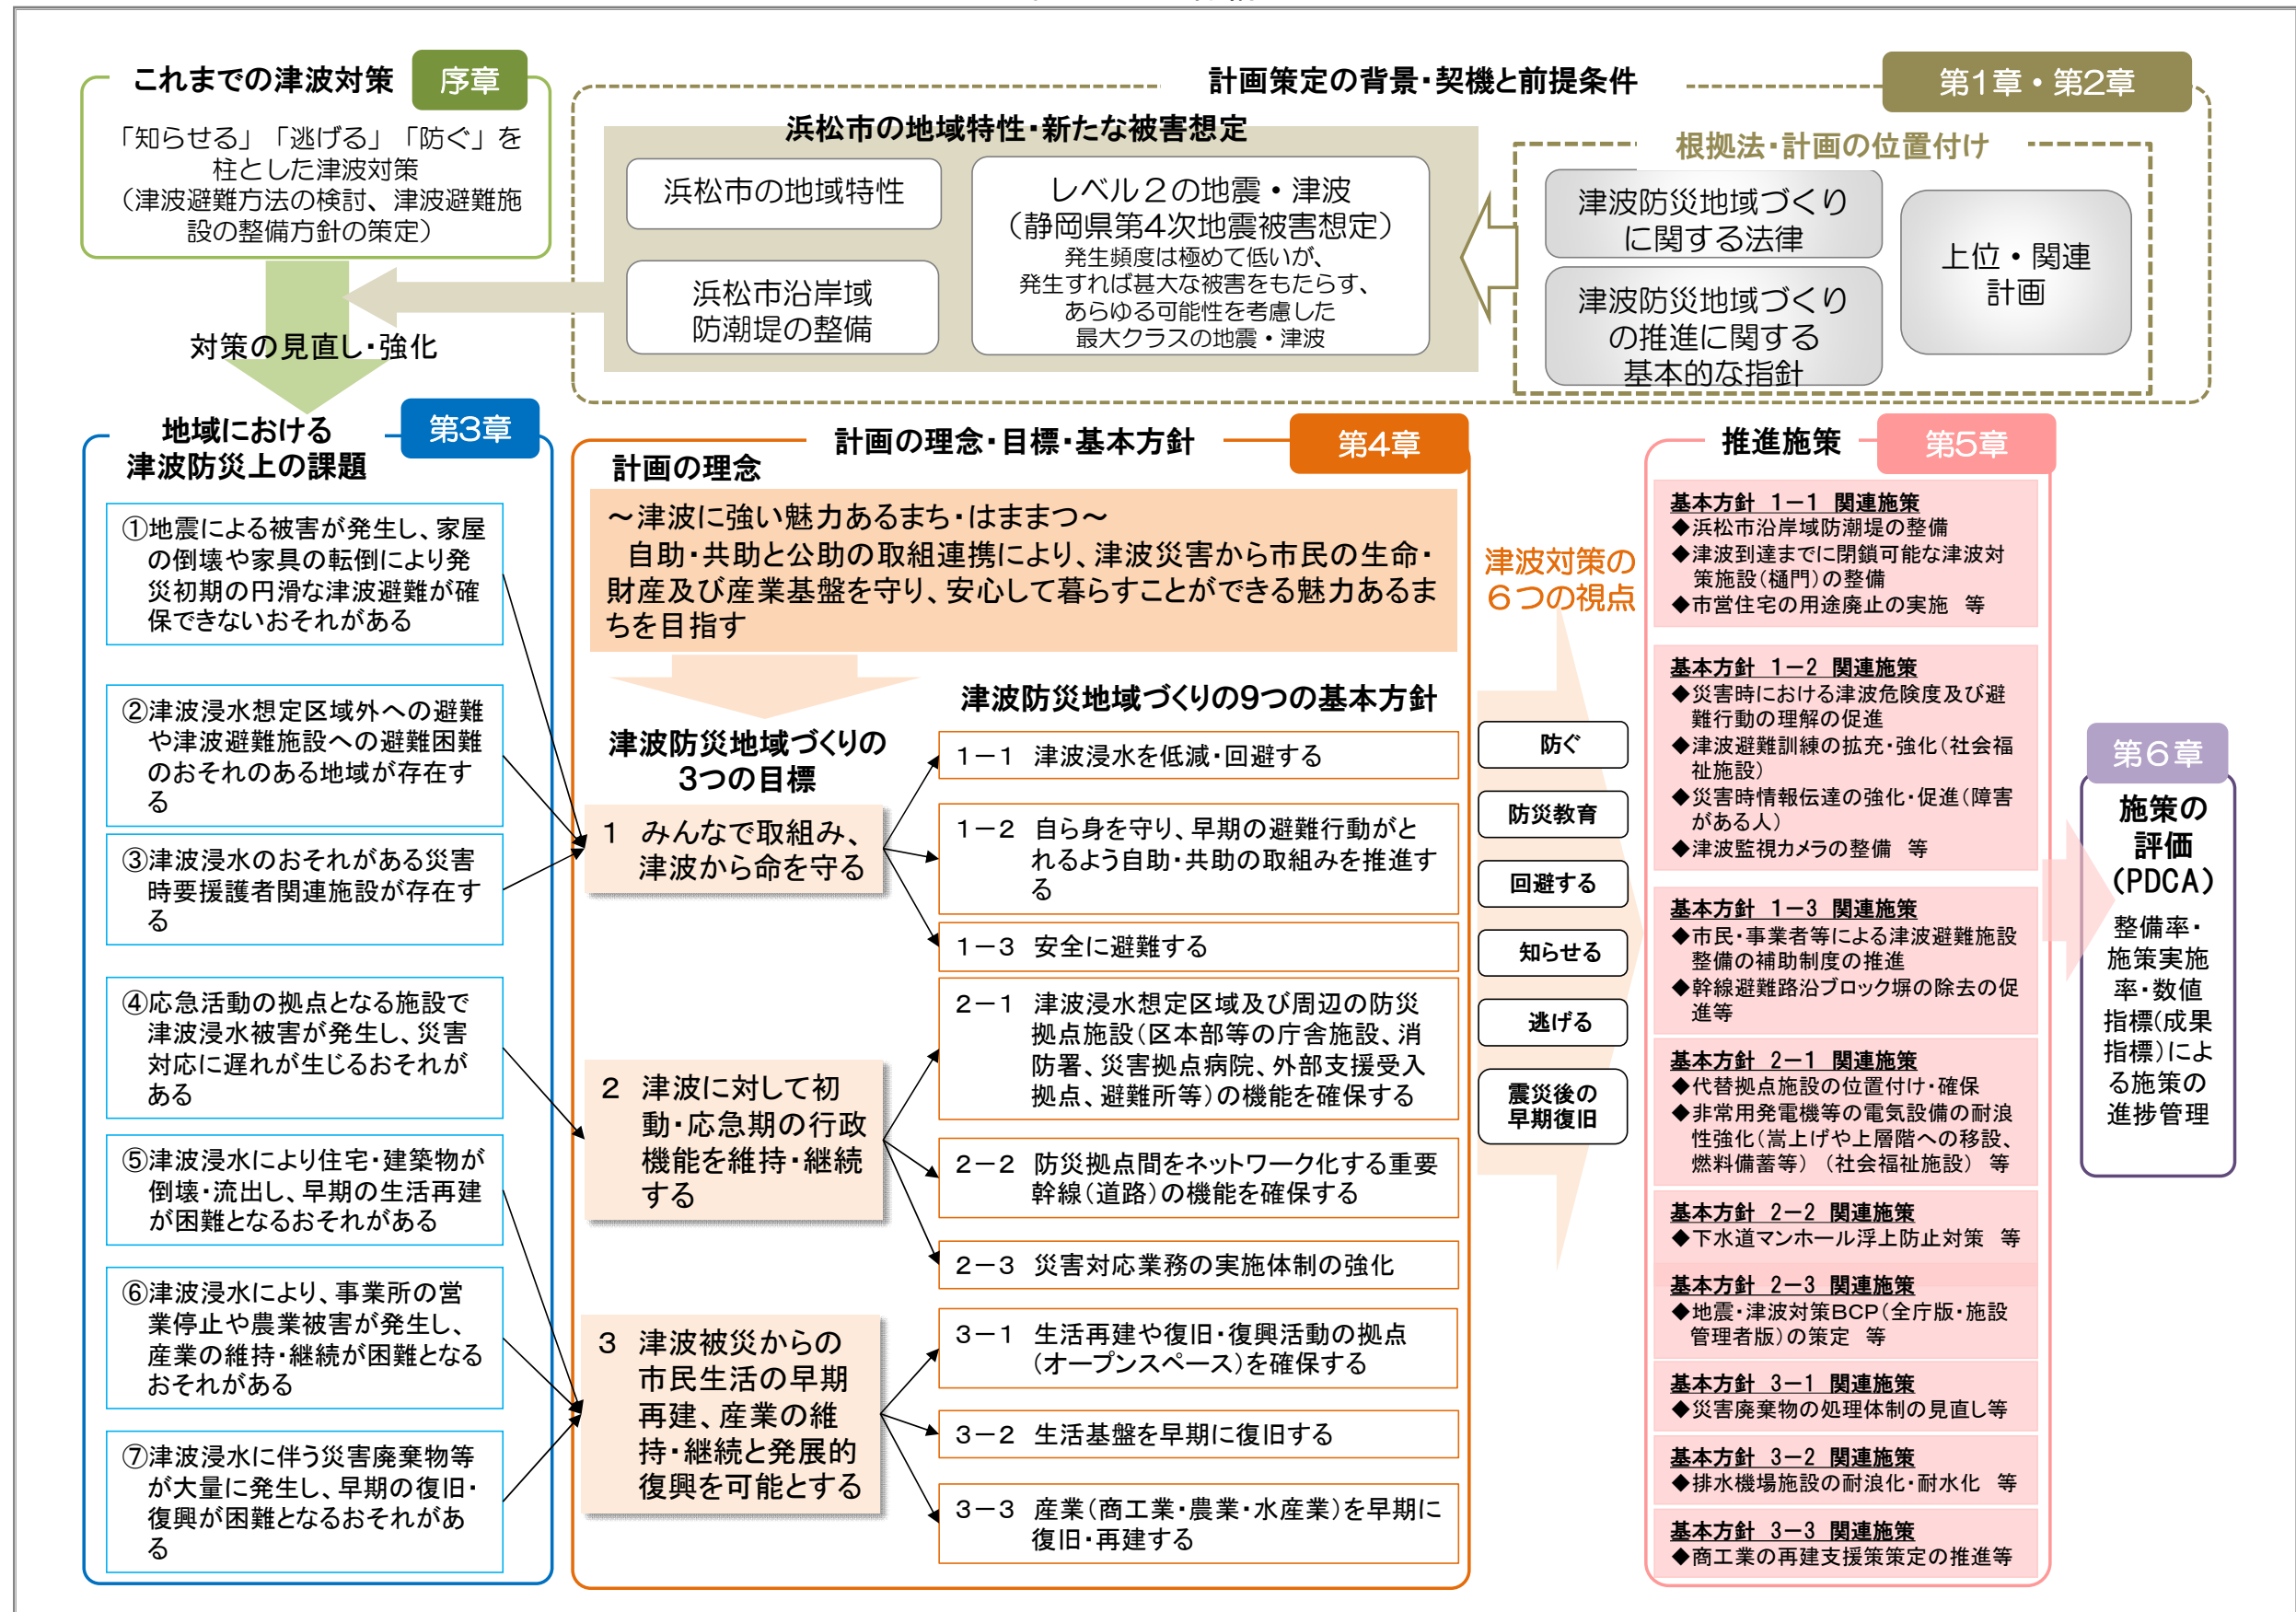 これまでの津波対策
序章
「知らせる」「逃げる」「防ぐ」を
柱とした津波対策
（津波避難方法の検討、津波避難施
設の整備方針の策定）
対策の見直し・強化
計画策定の背景・契機と前提条件
第1章・第2章
浜松市の地域特性・新たな被害想定
浜松市の地域特性
浜松市沿岸域
防潮堤の整備
レベル２の地震・津波
（静岡県第4次地震被害想定）
発生頻度は極めて低いが、
発生すれば甚大な被害をもたらす、
あらゆる可能性を考慮した
最大クラスの地震・津波
根拠法・計画の位置付け
津波防災地域づくり
に関する法律
津波防災地域づくり
の推進に関する
基本的な指針
上位・関連
計画
地域における
津波防災上の課題
第3章
①地震による被害が発生し、家屋
の倒壊や家具の転倒により発
災初期の円滑な津波避難が確
保できないおそれがある
②津波浸水想定区域外への避難
や津波避難施設への避難困難
のおそれのある地域が存在す
る
③津波浸水のおそれがある災害
時要援護者関連施設が存在す
る
④応急活動の拠点となる施設で
津波浸水被害が発生し、災害
対応に遅れが生じるおそれが
ある
⑤津波浸水により住宅・建築物が
倒壊・流出し、早期の生活再建
が困難となるおそれがある
⑥津波浸水により、事業所の営
業停止や農業被害が発生し、
産業の維持・継続が困難となる
おそれがある
⑦津波浸水に伴う災害廃棄物等
が大量に発生し、早期の復旧・
復興が困難となるおそれがあ
る
計画の理念・目標・基本方針
第4章
計画の理念
～津波に強い魅力あるまち・はままつ～
自助・共助と公助の取組連携により、津波災害から市民の生命・
財産及び産業基盤を守り、安心して暮らすことができる魅力あるま
ちを目指す
津波防災地域づくりの
3つの目標
1 みんなで取組み、
津波から命を守る
2 津波に対して初
動・応急期の行政
機能を維持・継続
する
3 津波被災からの
市民生活の早期
再建、産業の維
持・継続と発展的
復興を可能とする
津波防災地域づくりの9つの基本方針
1－1 津波浸水を低減・回避する
1－2 自ら身を守り、早期の避難行動がと
れるよう自助・共助の取組みを推進す
る
1－3 安全に避難する
2－1 津波浸水想定区域及び周辺の防災
拠点施設（区本部等の庁舎施設、消
防署、災害拠点病院、外部支援受入
拠点、避難所等）の機能を確保する
2－2 防災拠点間をネットワーク化する重要
幹線（道路）の機能を確保する
2－3 災害対応業務の実施体制の強化
3－1 生活再建や復旧・復興活動の拠点
（オープンスペース）を確保する
3－2 生活基盤を早期に復旧する
3－3 産業（商工業・農業・水産業）を早期に
復旧・再建する
津波対策の
6つの視点
防ぐ
防災教育
回避する
知らせる
逃げる
震災後の
早期復旧
推進施策
第5章
基本方針 1－1 関連施策
◆浜松市沿岸域防潮堤の整備
◆津波到達までに閉鎖可能な津波対
策施設（樋門）の整備
◆市営住宅の用途廃止の実施 等
基本方針 1－2 関連施策
◆災害時における津波危険度及び避
難行動の理解の促進
◆津波避難訓練の拡充・強化（社会福
祉施設）
◆災害時情報伝達の強化・促進（障害
がある人）
◆津波監視カメラの整備 等
基本方針 1－3 関連施策
◆市民・事業者等による津波避難施設
整備の補助制度の推進
◆幹線避難路沿ブロック塀の除去の促
進等
基本方針 2－1 関連施策
◆代替拠点施設の位置付け・確保
◆非常用発電機等の電気設備の耐浪
性強化（嵩上げや上層階への移設、
燃料備蓄等）（社会福祉施設） 等
基本方針 2－2 関連施策
◆下水道マンホール浮上防止対策 等
基本方針 2－3 関連施策
◆地震・津波対策BCP（全庁版・施設
管理者版）の策定 等
基本方針 3－1 関連施策
◆災害廃棄物の処理体制の見直し等
基本方針 3－2 関連施策
◆排水機場施設の耐浪化・耐水化 等
基本方針 3－3 関連施策
◆商工業の再建支援策策定の推進等
第６章
施策の
評価
（PDCA）
整備率・
施策実施
率・数値
指標（成果
指標）によ
る施策の
進捗管理